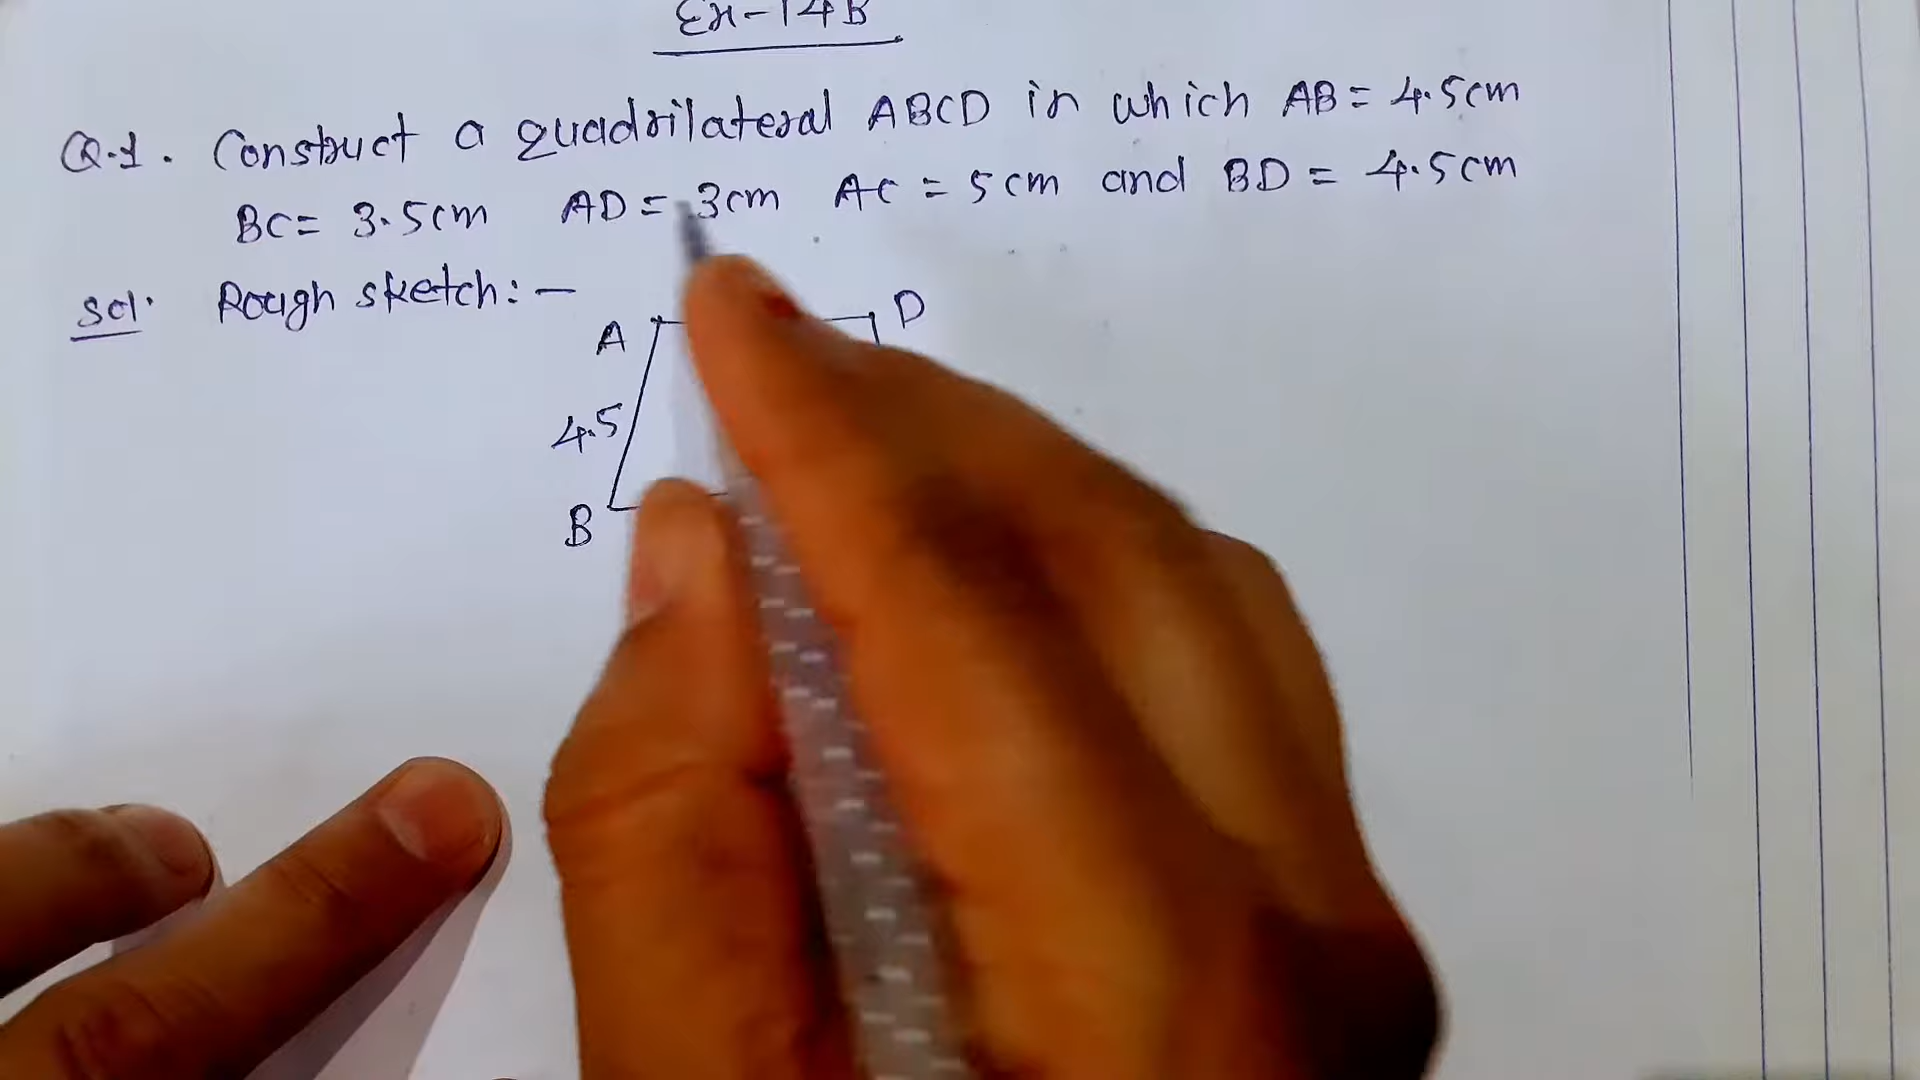 Ex-14B
Q.1. Construct a quadrilateral ABCD in which AB = 4.5cm
BC = 3.5cm AD = 3cm AC = 5cm and BD = 4.5cm
Sol. Rough sketch:-
A D
4.5
B